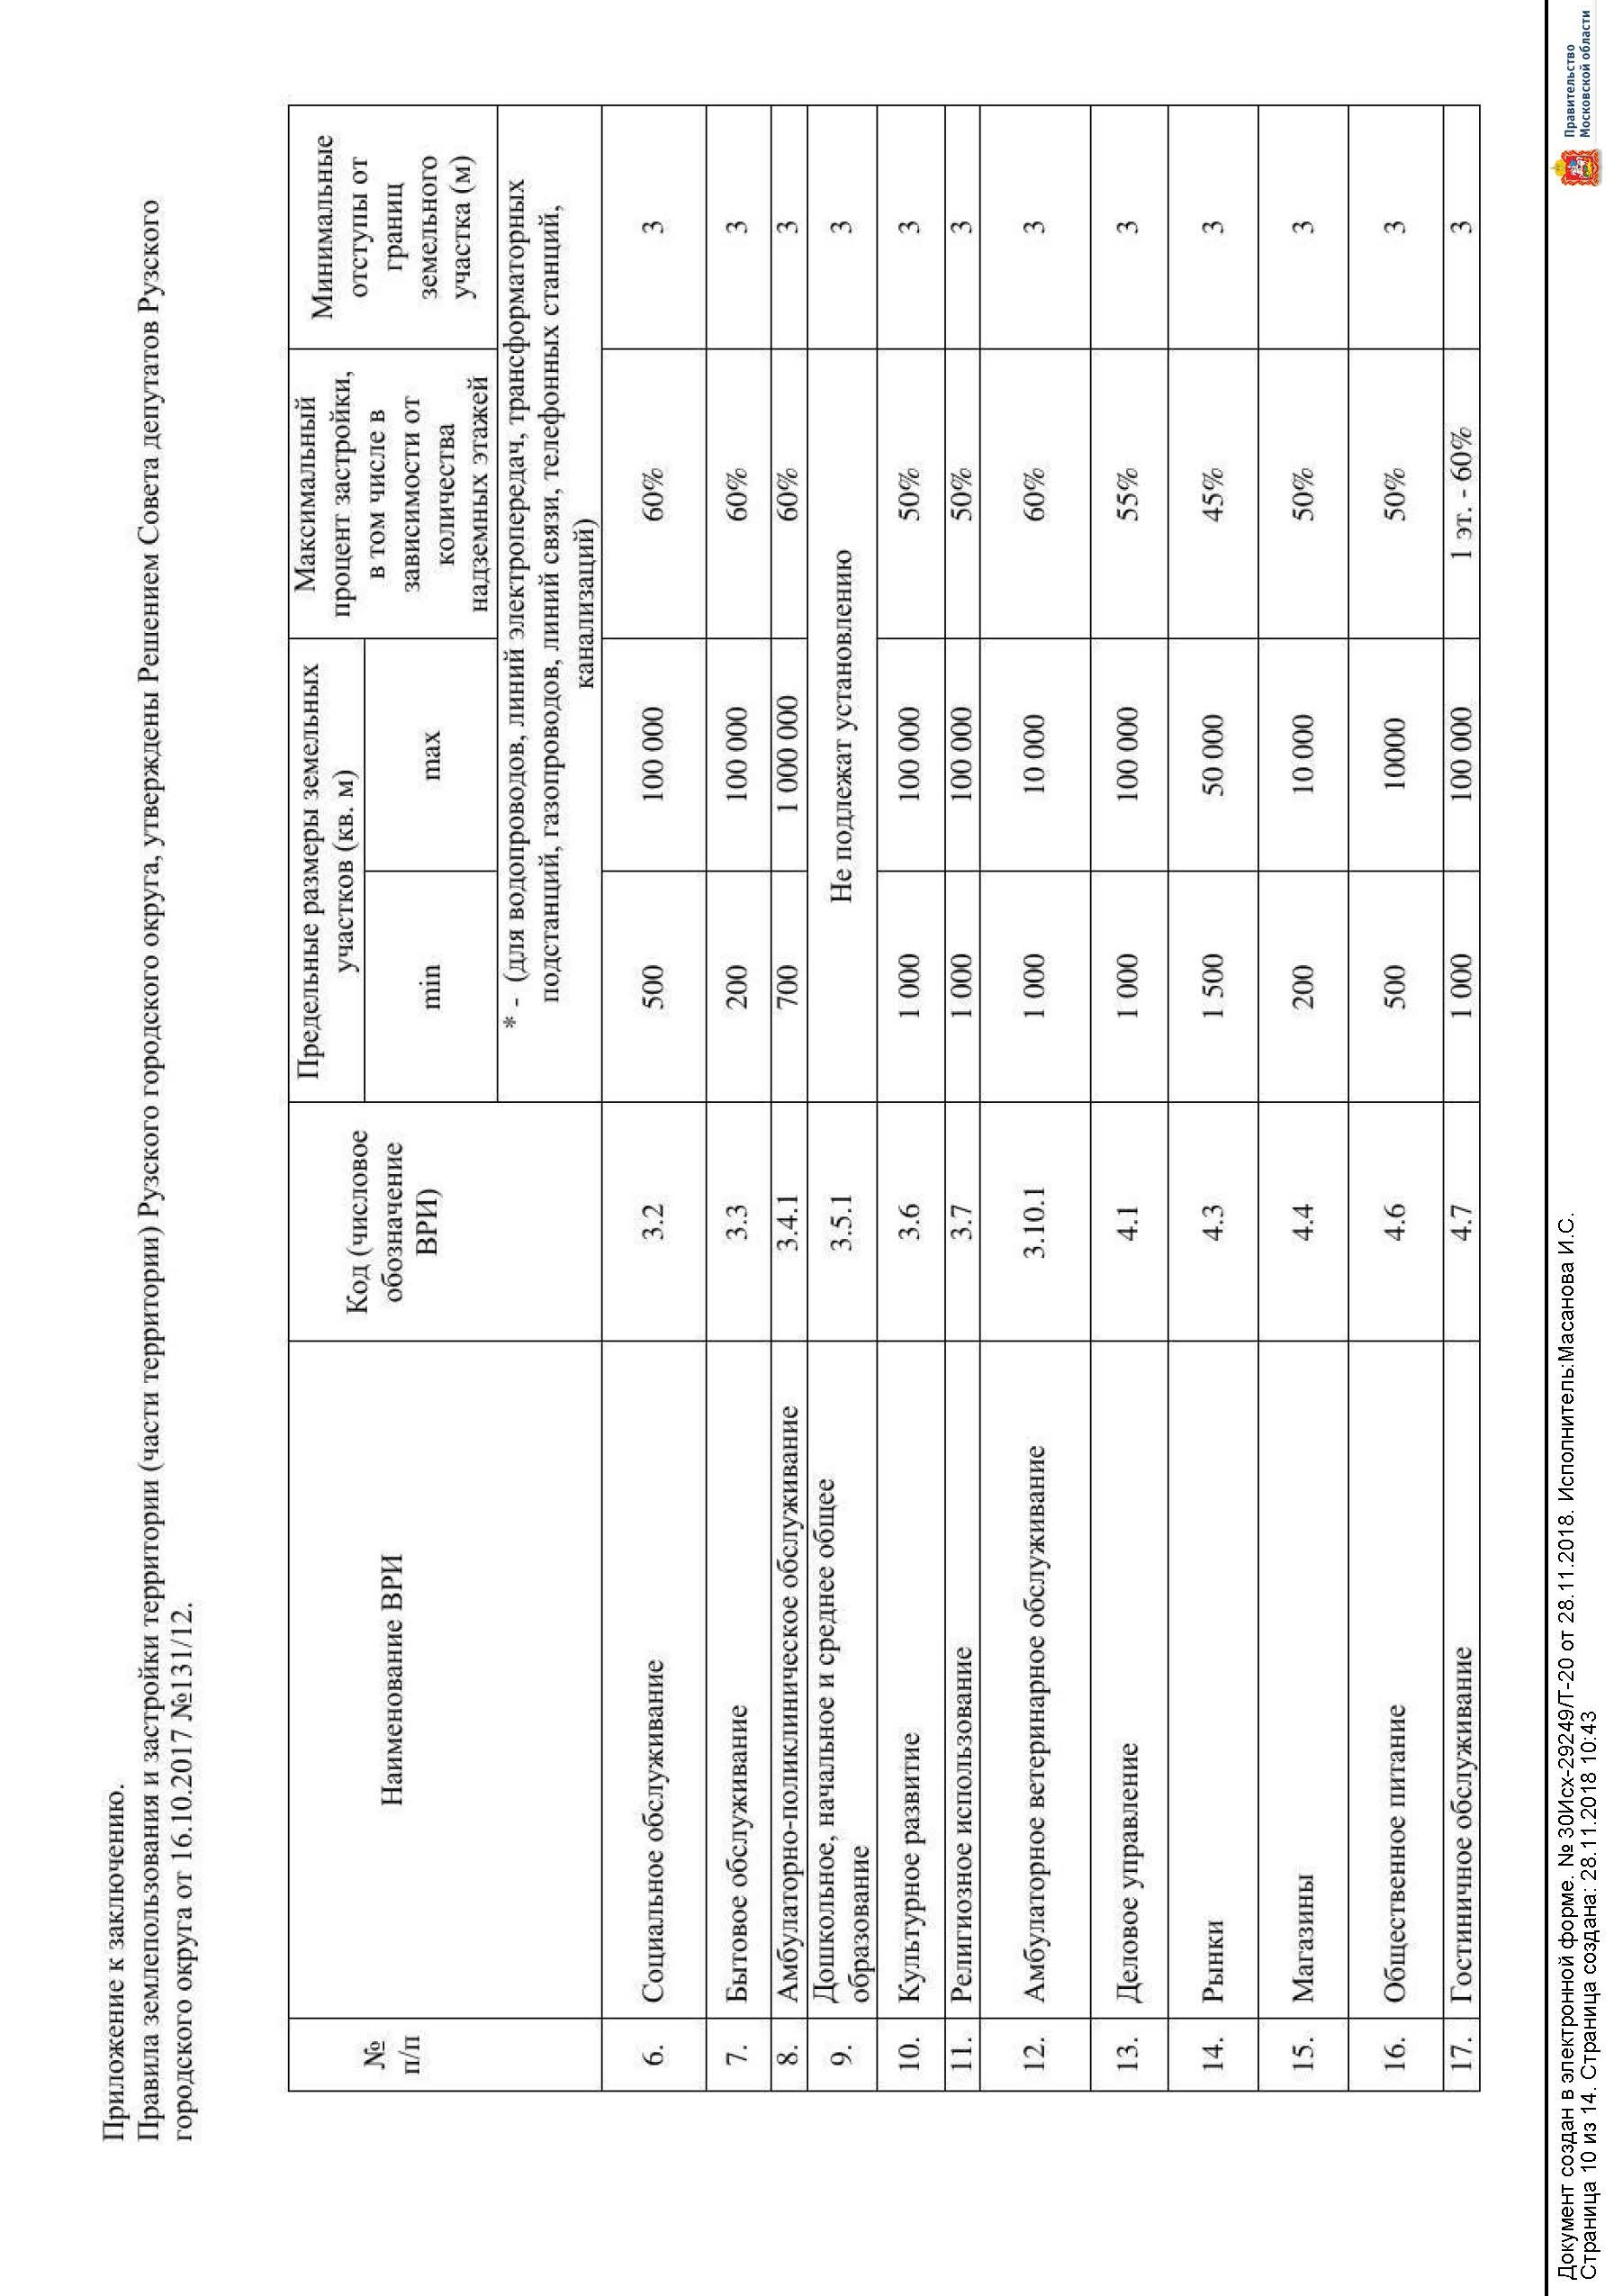 Приложение к заключению.
Правила землепользования и застройки территории (части территории) Рузского городского округа, утверждены Решением Совета депутатов Рузского
городского округа от 16.10.2017 №131/12.
№
п/п
Наименование ВРИ
Код (числовое
обозначение
ВРИ)
Предельные размеры земельных
участков (кв. м)
min
max
Максимальный
процент застройки,
в том числе в
зависимости от
количества
надземных этажей
Минимальные
отступы от
границ
земельного
участка (м)
* - (для водопроводов, линий электропередач, трансформаторных
подстанций, газопроводов, линий связи, телефонных станций,
канализаций)
6. Социальное обслуживание 3.2 500 100 000 60% 3
7. Бытовое обслуживание 3.3 200 100 000 60% 3
8. Амбулаторно-поликлиническое обслуживание 3.4.1 700 1 000 000 60% 3
9. Дошкольное, начальное и среднее общее
образование 3.5.1 Не подлежат установлению 3
10. Культурное развитие 3.6 1 000 100 000 50% 3
11. Религиозное использование 3.7 1 000 100 000 50% 3
12. Амбулаторное ветеринарное обслуживание 3.10.1 1 000 10 000 60% 3
13. Деловое управление 4.1 1 000 100 000 55% 3
14. Рынки 4.3 1 500 50 000 45% 3
15. Магазины 4.4 200 10 000 50% 3
16. Общественное питание 4.6 500 10000 50% 3
17. Гостиничное обслуживание 4.7 1 000 100 000 1 эт. - 60% 3
Документ создан в электронной форме. № 30Исх-29249/Т-20 от 28.11.2018. Исполнитель:Масанова И.С.
Страница 10 из 14. Страница создана: 28.11.2018 10:43
Правительство
Московской области